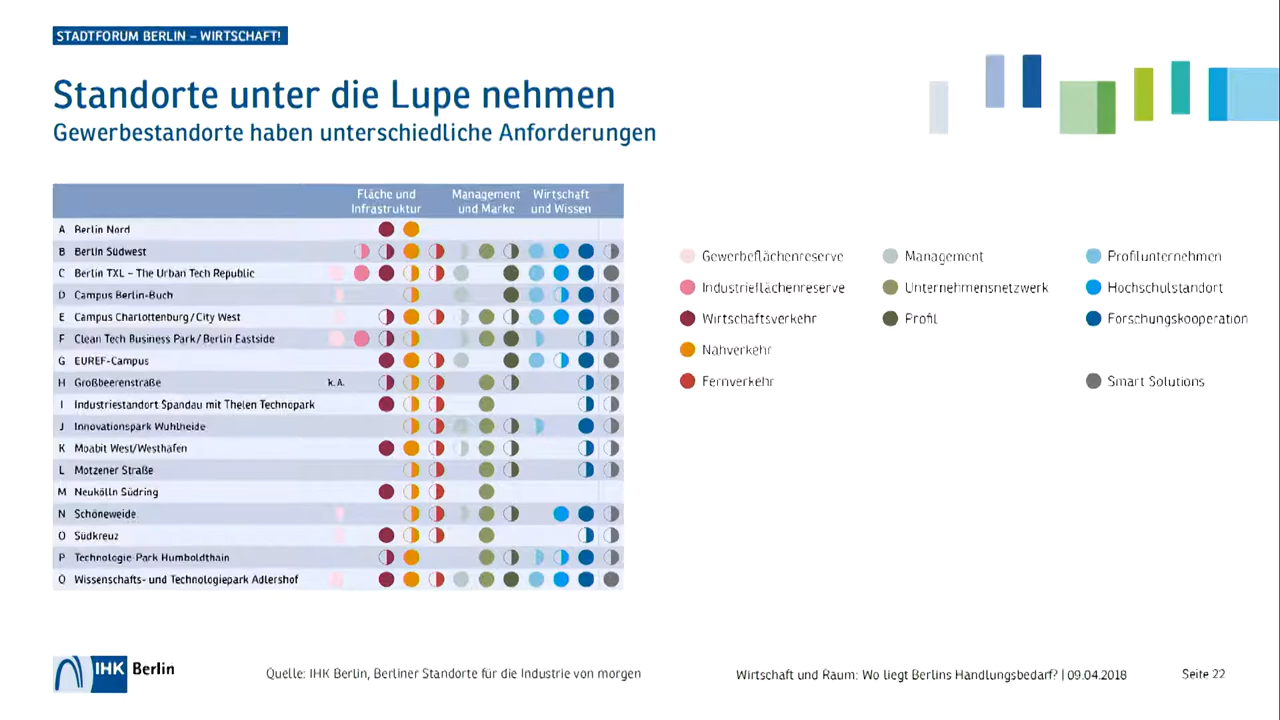 STADTFORUM BERLIN – WIRTSCHAFT!
Standorte unter die Lupe nehmen
Gewerbestandorte haben unterschiedliche Anforderungen
Fläche und Infrastruktur
Management und Marke
Wirtschaft und Wissen
A Berlin Nord
B Berlin Südwest
C Berlin TXL – The Urban Tech Republic
D Campus Berlin-Buch
E Campus Charlottenburg/City West
F Clean Tech Business Park/Berlin Eastside
G EUREF-Campus
H Großbeerenstraße k.A.
I Industriestandort Spandau mit Thelen Technopark
J Innovationspark Wuhlheide
K Moabit West/Westhafen
L Motzener Straße
M Neukölln Südring
N Schöneweide
O Südkreuz
P Technologie-Park Humboldthain
Q Wissenschafts- und Technologiepark Adlershof
Gewerbeflächenreserve
Industrieflächenreserve
Wirtschaftsverkehr
Nahverkehr
Fernverkehr
Management
Unternehmensnetzwerk
Profil
Profilunternehmen
Hochschulstandort
Forschungskooperation
Smart Solutions
IHK Berlin
Quelle: IHK Berlin, Berliner Standorte für die Industrie von morgen
Wirtschaft und Raum: Wo liegt Berlins Handlungsbedarf? | 09.04.2018
Seite 22